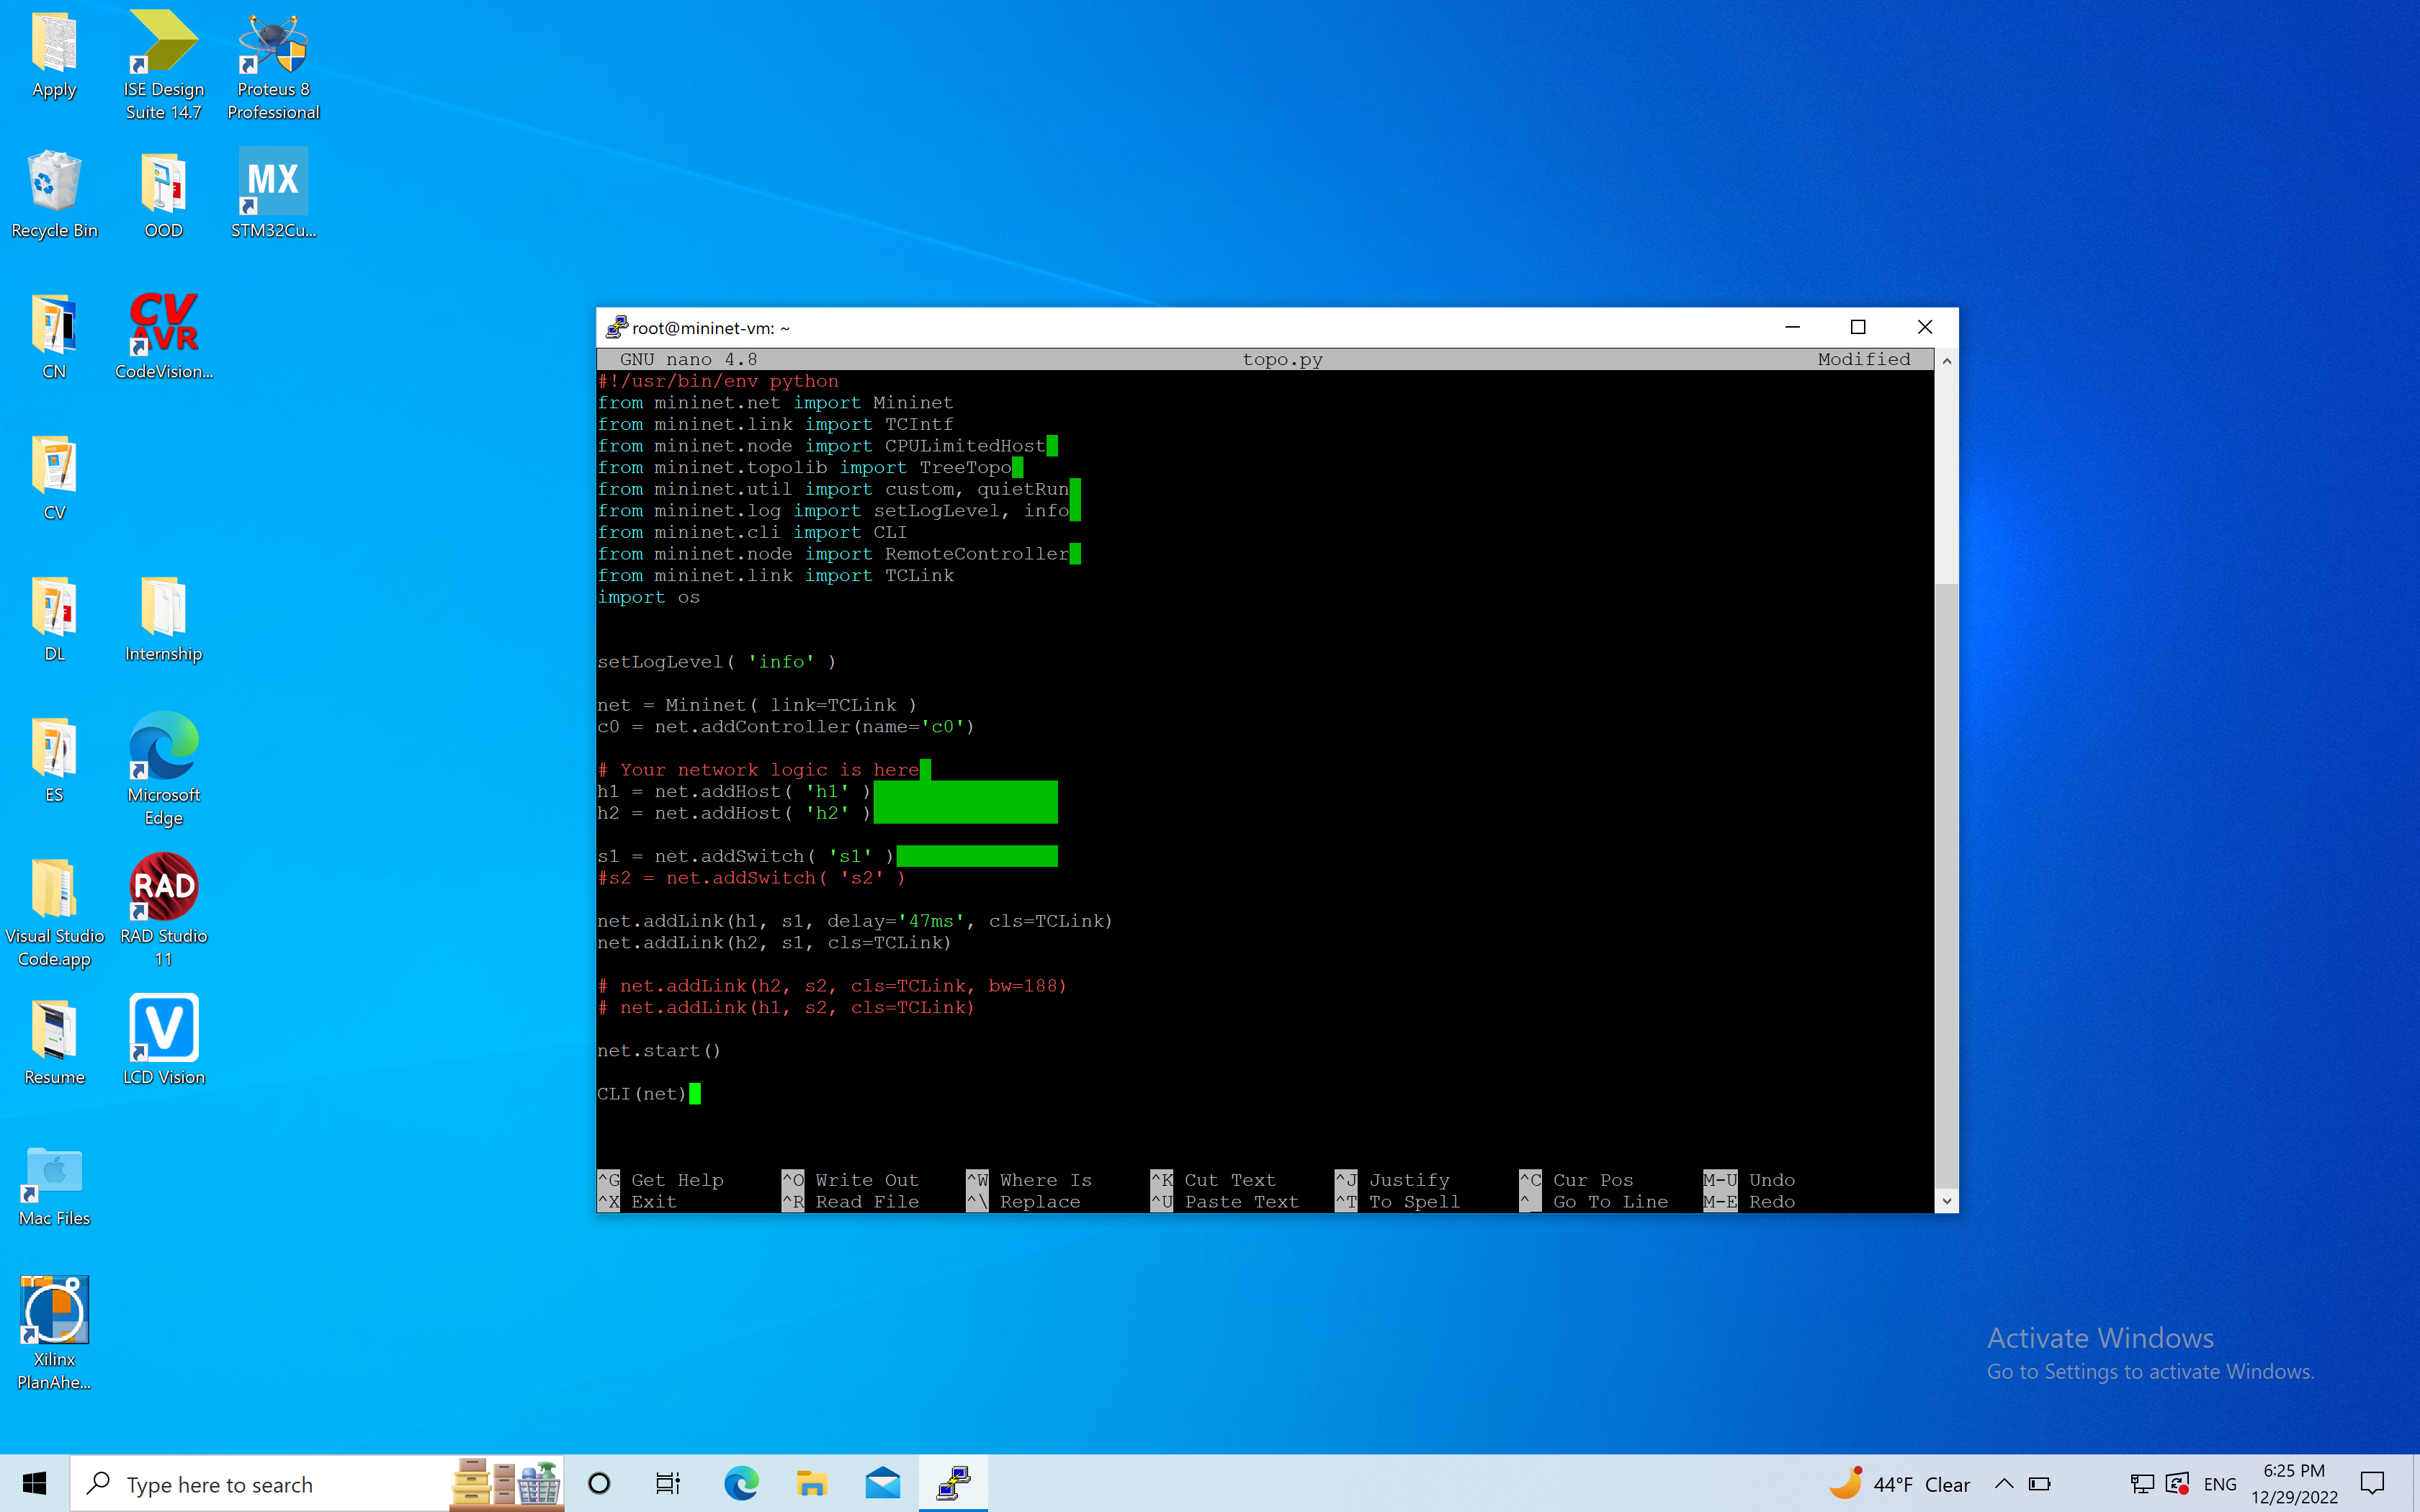 Apply
ISE Design
Suite 14.7
Proteus 8
Professional
Recycle Bin
OOD
MX
STM32Cu...
CN
CV
AVR
CodeVision...
CV
DL
Internship
ES
Microsoft
Edge
Visual Studio
Code.app
RAD
RAD Studio
11
Resume
V
LCD Vision
Mac Files
Xilinx
PlanAhe...
root@mininet-vm: ~
GNU nano 4.8 topo.py Modified
#!/usr/bin/env python
from mininet.net import Mininet
from mininet.link import TCIntf
from mininet.node import CPULimitedHost
from mininet.topolib import TreeTopo
from mininet.util import custom, quietRun
from mininet.log import setLogLevel, info
from mininet.cli import CLI
from mininet.node import RemoteController
from mininet.link import TCLink
import os
setLogLevel( 'info' )
net = Mininet( link=TCLink )
c0 = net.addController(name='c0')
# Your network logic is here
h1 = net.addHost( 'h1' )
h2 = net.addHost( 'h2' )
s1 = net.addSwitch( 's1' )
#s2 = net.addSwitch( 's2' )
net.addLink(h1, s1, delay='47ms', cls=TCLink)
net.addLink(h2, s1, cls=TCLink)
# net.addLink(h2, s2, cls=TCLink, bw=188)
# net.addLink(h1, s2, cls=TCLink)
net.start()
CLI(net)
^G Get Help ^O Write Out ^W Where Is ^K Cut Text ^J Justify ^C Cur Pos M-U Undo
^X Exit ^R Read File ^\ Replace ^U Paste Text ^T To Spell ^_ Go To Line M-E Redo
Activate Windows
Go to Settings to activate Windows.
Type here to search
44°F Clear
ENG
6:25 PM
12/29/2022